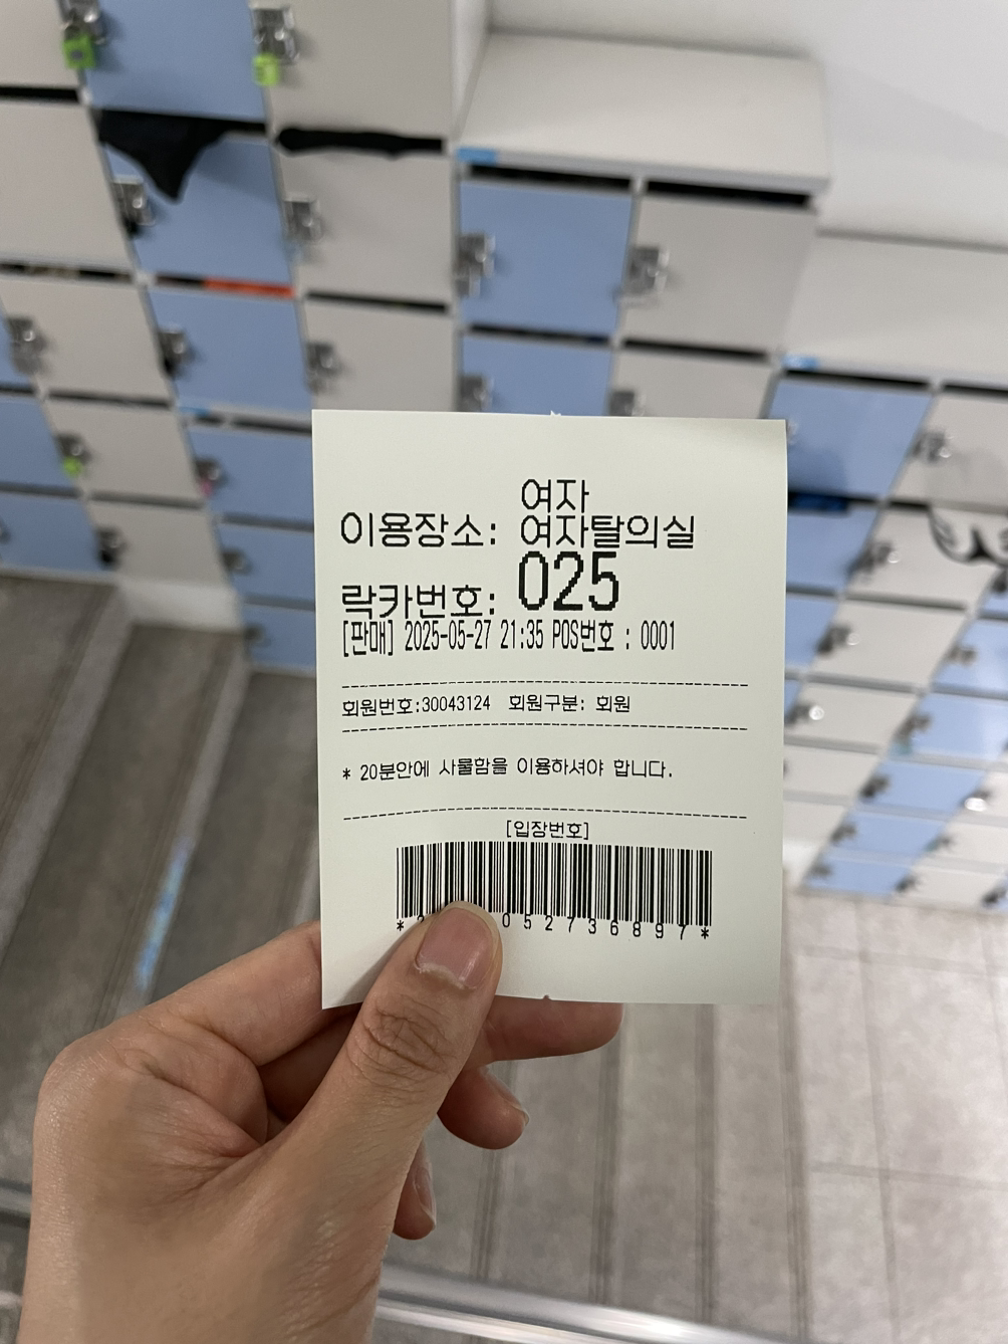 여자
이용장소: 여자탈의실
락카번호: 025
[판매] 2025-05-27 21:35 POS번호 : 0001
회원번호:30043124 회원구분: 회원
* 20분안에 사물함을 이용하셔야 합니다.
[입장번호]